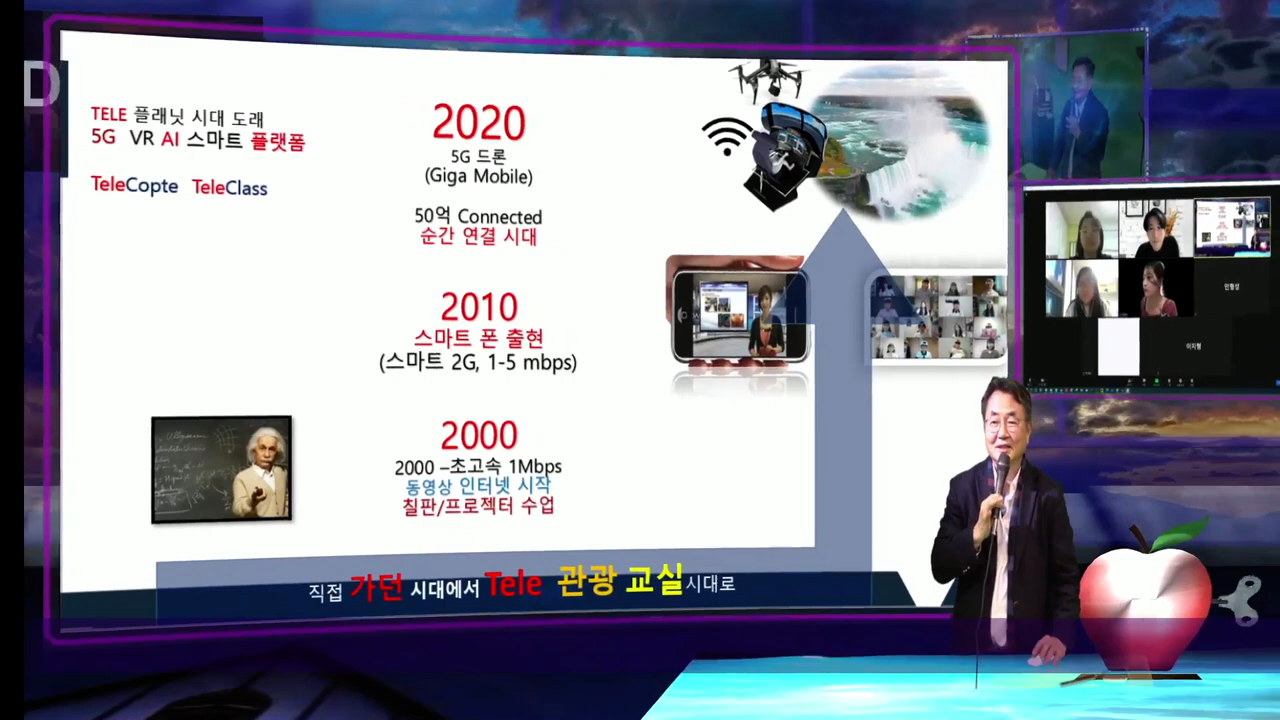 D
TELE 플래닛 시대 도래
5G VR AI 스마트 플랫폼
TeleCopte TeleClass
2020
5G 드론
(Giga Mobile)
50억 Connected
순간 연결 시대
2010
스마트 폰 출현
(스마트 2G, 1-5 mbps)
2000
2000 –초고속 1Mbps
동영상 인터넷 시작
칠판/프로젝터 수업
직접 가던 시대에서 Tele 관광 교실시대로
이지형